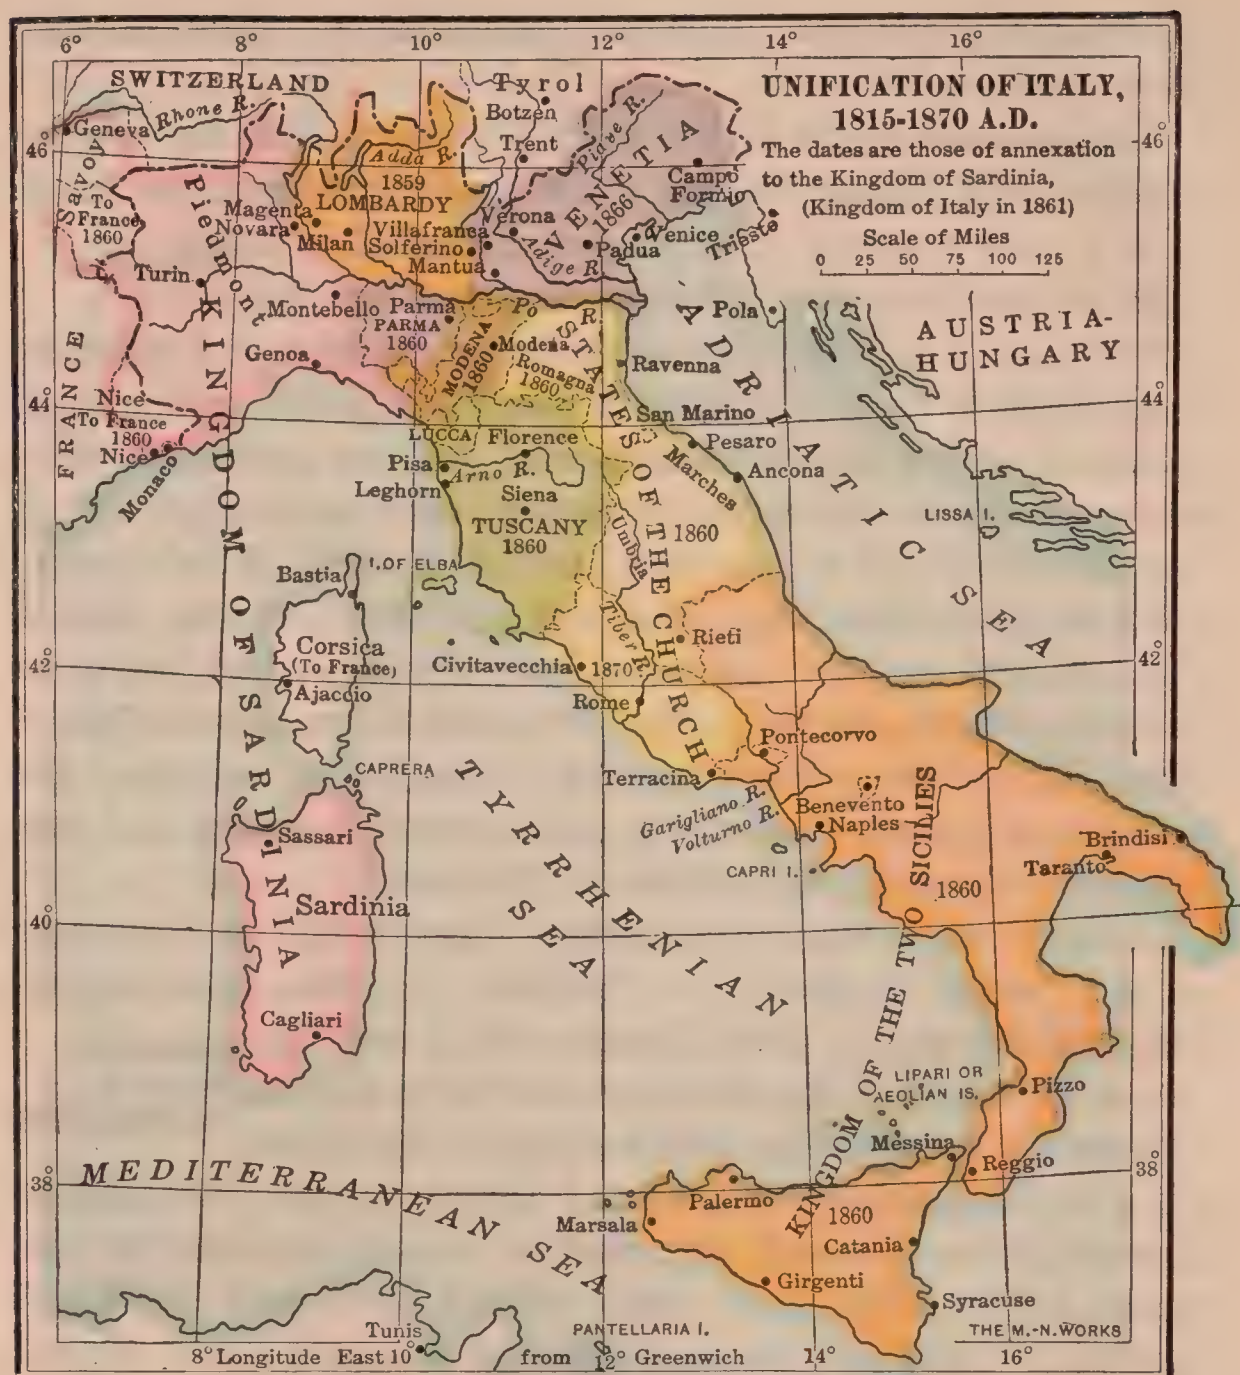 6° 8° 10° 12° 14° 16°
UNIFICATION OF ITALY,
1815-1870 A.D.
The dates are those of annexation
to the Kingdom of Sardinia,
(Kingdom of Italy in 1861)
Scale of Miles
0 25 50 75 100 125
SWITZERLAND
Tyrol
Rhone R.
Botzen
Geneva
Trent
46°
46°
Savoy
To
France
1860
Piedmont
Adda R.
1859
LOMBARDY
Piave R.
VENETIA
1866
Campo
Formio
Magenta
Novara
Milan
Villafranca
Solferino
Mantua
Verona
Adige R.
Padua
Venice
Trieste
Turin
Montebello
Parma
PARMA
1860
MODENA
1860
Modena
Po R.
Romagna
1860
Pola
AUSTRIA-
HUNGARY
Genoa
Ravenna
FRANCE
44°
44°
Nice
To France
1860
Nice
Monaco
LUCCA
Florence
San Marino
Pesaro
Ancona
Marches
Pisa
Arno R.
Leghorn
Siena
TUSCANY
1860
Umbria
1860
STATES OF THE CHURCH
ADRIATIC SEA
LISSA I.
KINGDOM OF SARDINIA
Bastia
I. OF ELBA
Corsica
(To France)
Ajaccio
Tiber R.
Rieti
42°
42°
Civitavecchia
1870
Rome
Pontecorvo
Terracina
CAPRERA
Garigliano R.
Volturno R.
Benevento
Naples
CAPRI I.
TYRRHENIAN
SEA
Sassari
Sardinia
Cagliari
Brindisi
Taranto
1860
KINGDOM OF THE TWO SICILIES
40°
Pizzo
LIPARI OR
AEOLIAN IS.
Messina
Reggio
38°
38°
MEDITERRANEAN SEA
Palermo
Marsala
1860
Catania
Girgenti
Syracuse
Tunis
PANTELLARIA I.
THE M.-N. WORKS
8° Longitude East 10° from 12° Greenwich 14° 16°